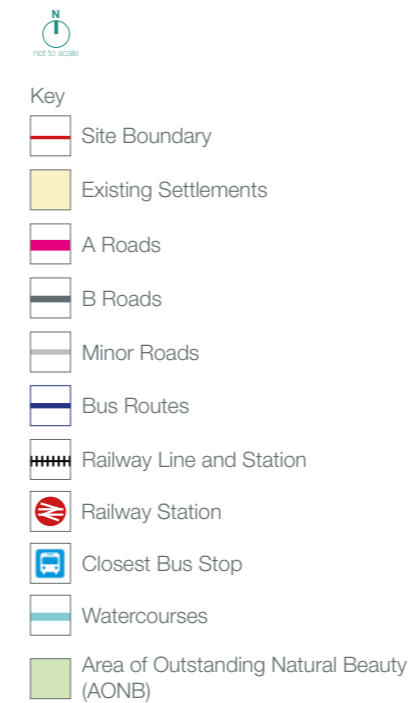 N
not to scale
Key
Site Boundary
Existing Settlements
A Roads
B Roads
Minor Roads
Bus Routes
Railway Line and Station
Railway Station
Closest Bus Stop
Watercourses
Area of Outstanding Natural Beauty
(AONB)